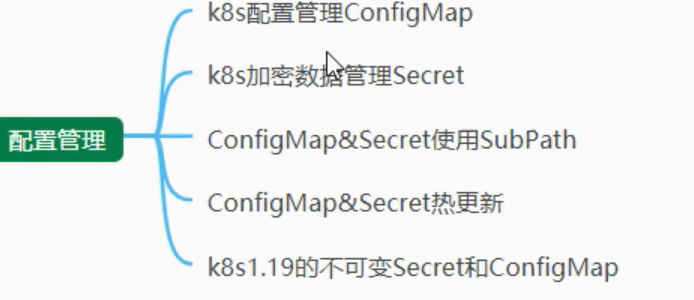 k8s配置管理ConfigMap
k8s加密数据管理Secret
配置管理
ConfigMap&Secret使用SubPath
ConfigMap&Secret热更新
k8s1.19的不可变Secret和ConfigMap